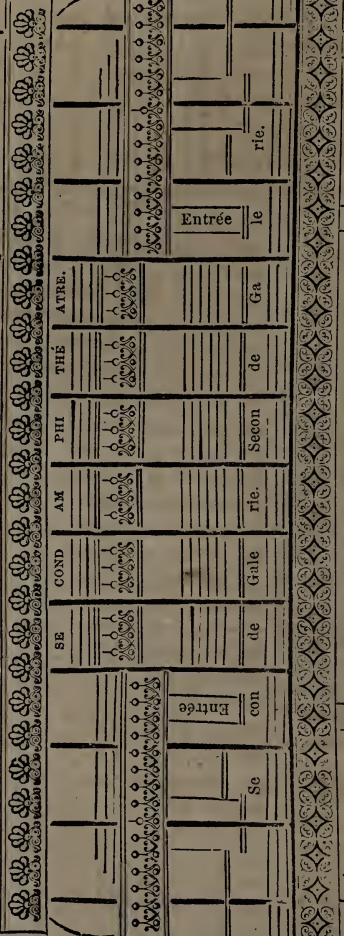 SE COND AM PHI THÉ ATRE.
Entrée Entrée
Se con de Gale rie. Secon de Ga le rie.